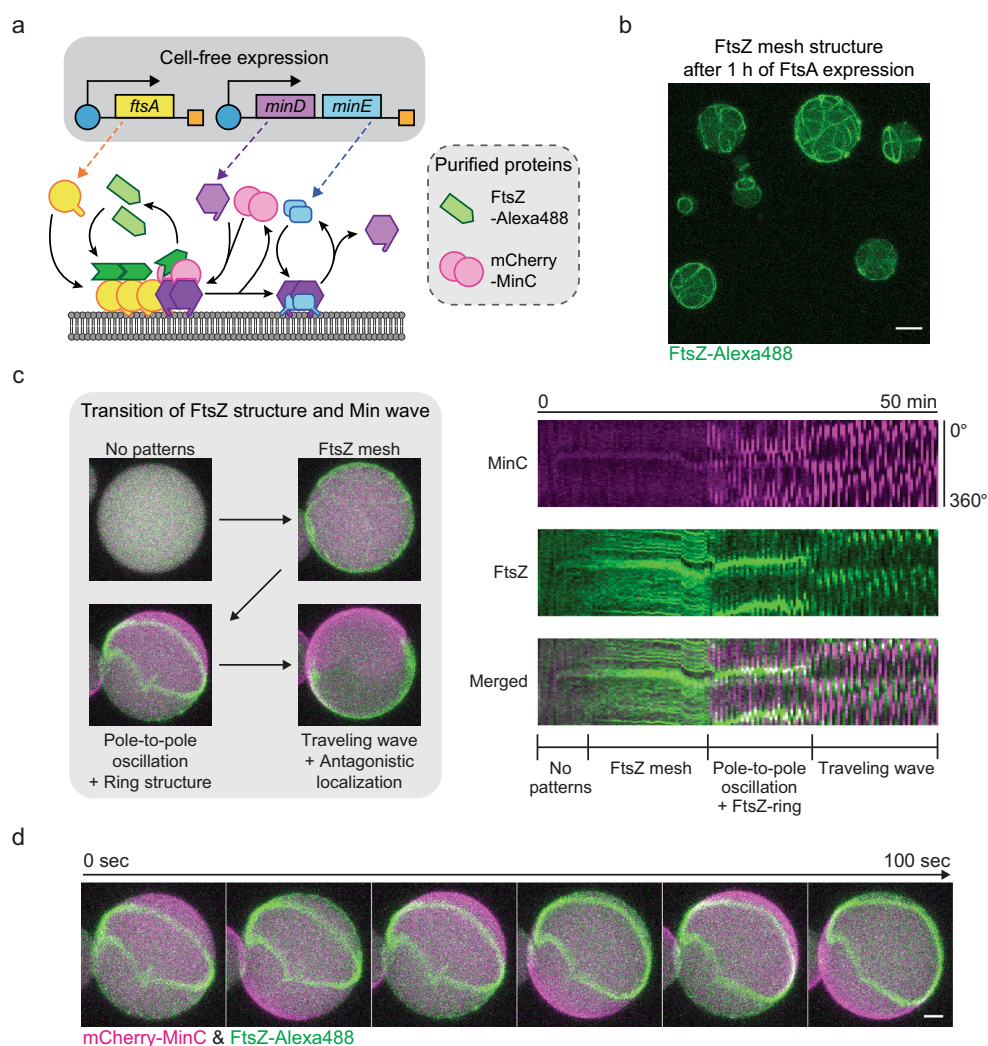 a
Cell-free expression
ftsA
minD
minE
Purified proteins
FtsZ
-Alexa488
mCherry
-MinC
b
FtsZ mesh structure
after 1 h of FtsA expression
FtsZ-Alexa488
c
Transition of FtsZ structure and Min wave
No patterns
FtsZ mesh
Pole-to-pole
oscillation
+ Ring structure
Traveling wave
+ Antagonistic
localization
0
50 min
MinC
0°
360°
FtsZ
Merged
No
patterns
FtsZ mesh
Pole-to-pole
oscillation
+ FtsZ-ring
Traveling wave
d
0 sec
100 sec
mCherry-MinC & FtsZ-Alexa488